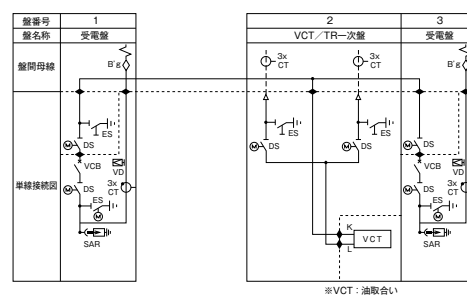 盤番号 1 2 3
盤名称 受電盤 VCT／TR一次盤 受電盤
盤間母線 B'g 3x CT 3x CT B'g
単線接続図
ES ES ES ES
M DS M DS M DS M DS
VCB VD VCB VD
M DS 3x CT M DS 3x CT
ES ES
M M
SAR SAR
K
VCT
L
※VCT：油取合い